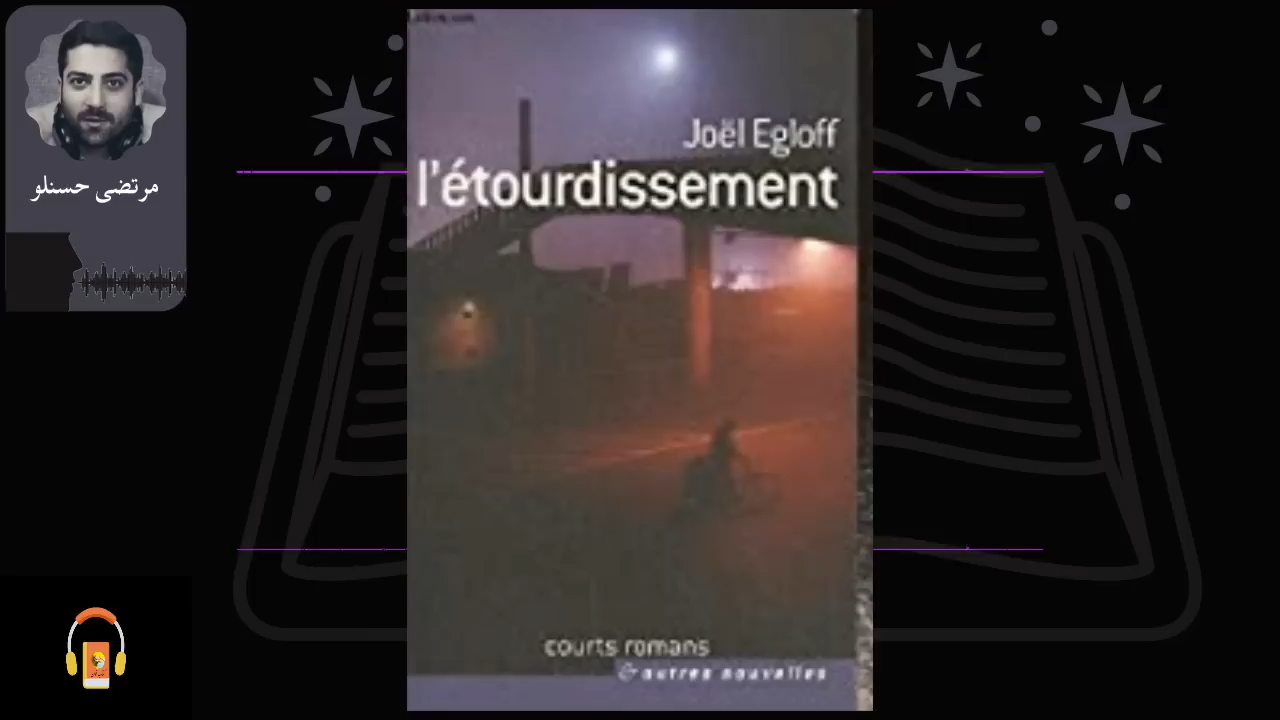 Joël Egloff
l'étourdissement
مرتضی حسنلو
courts romans
& autres nouvelles